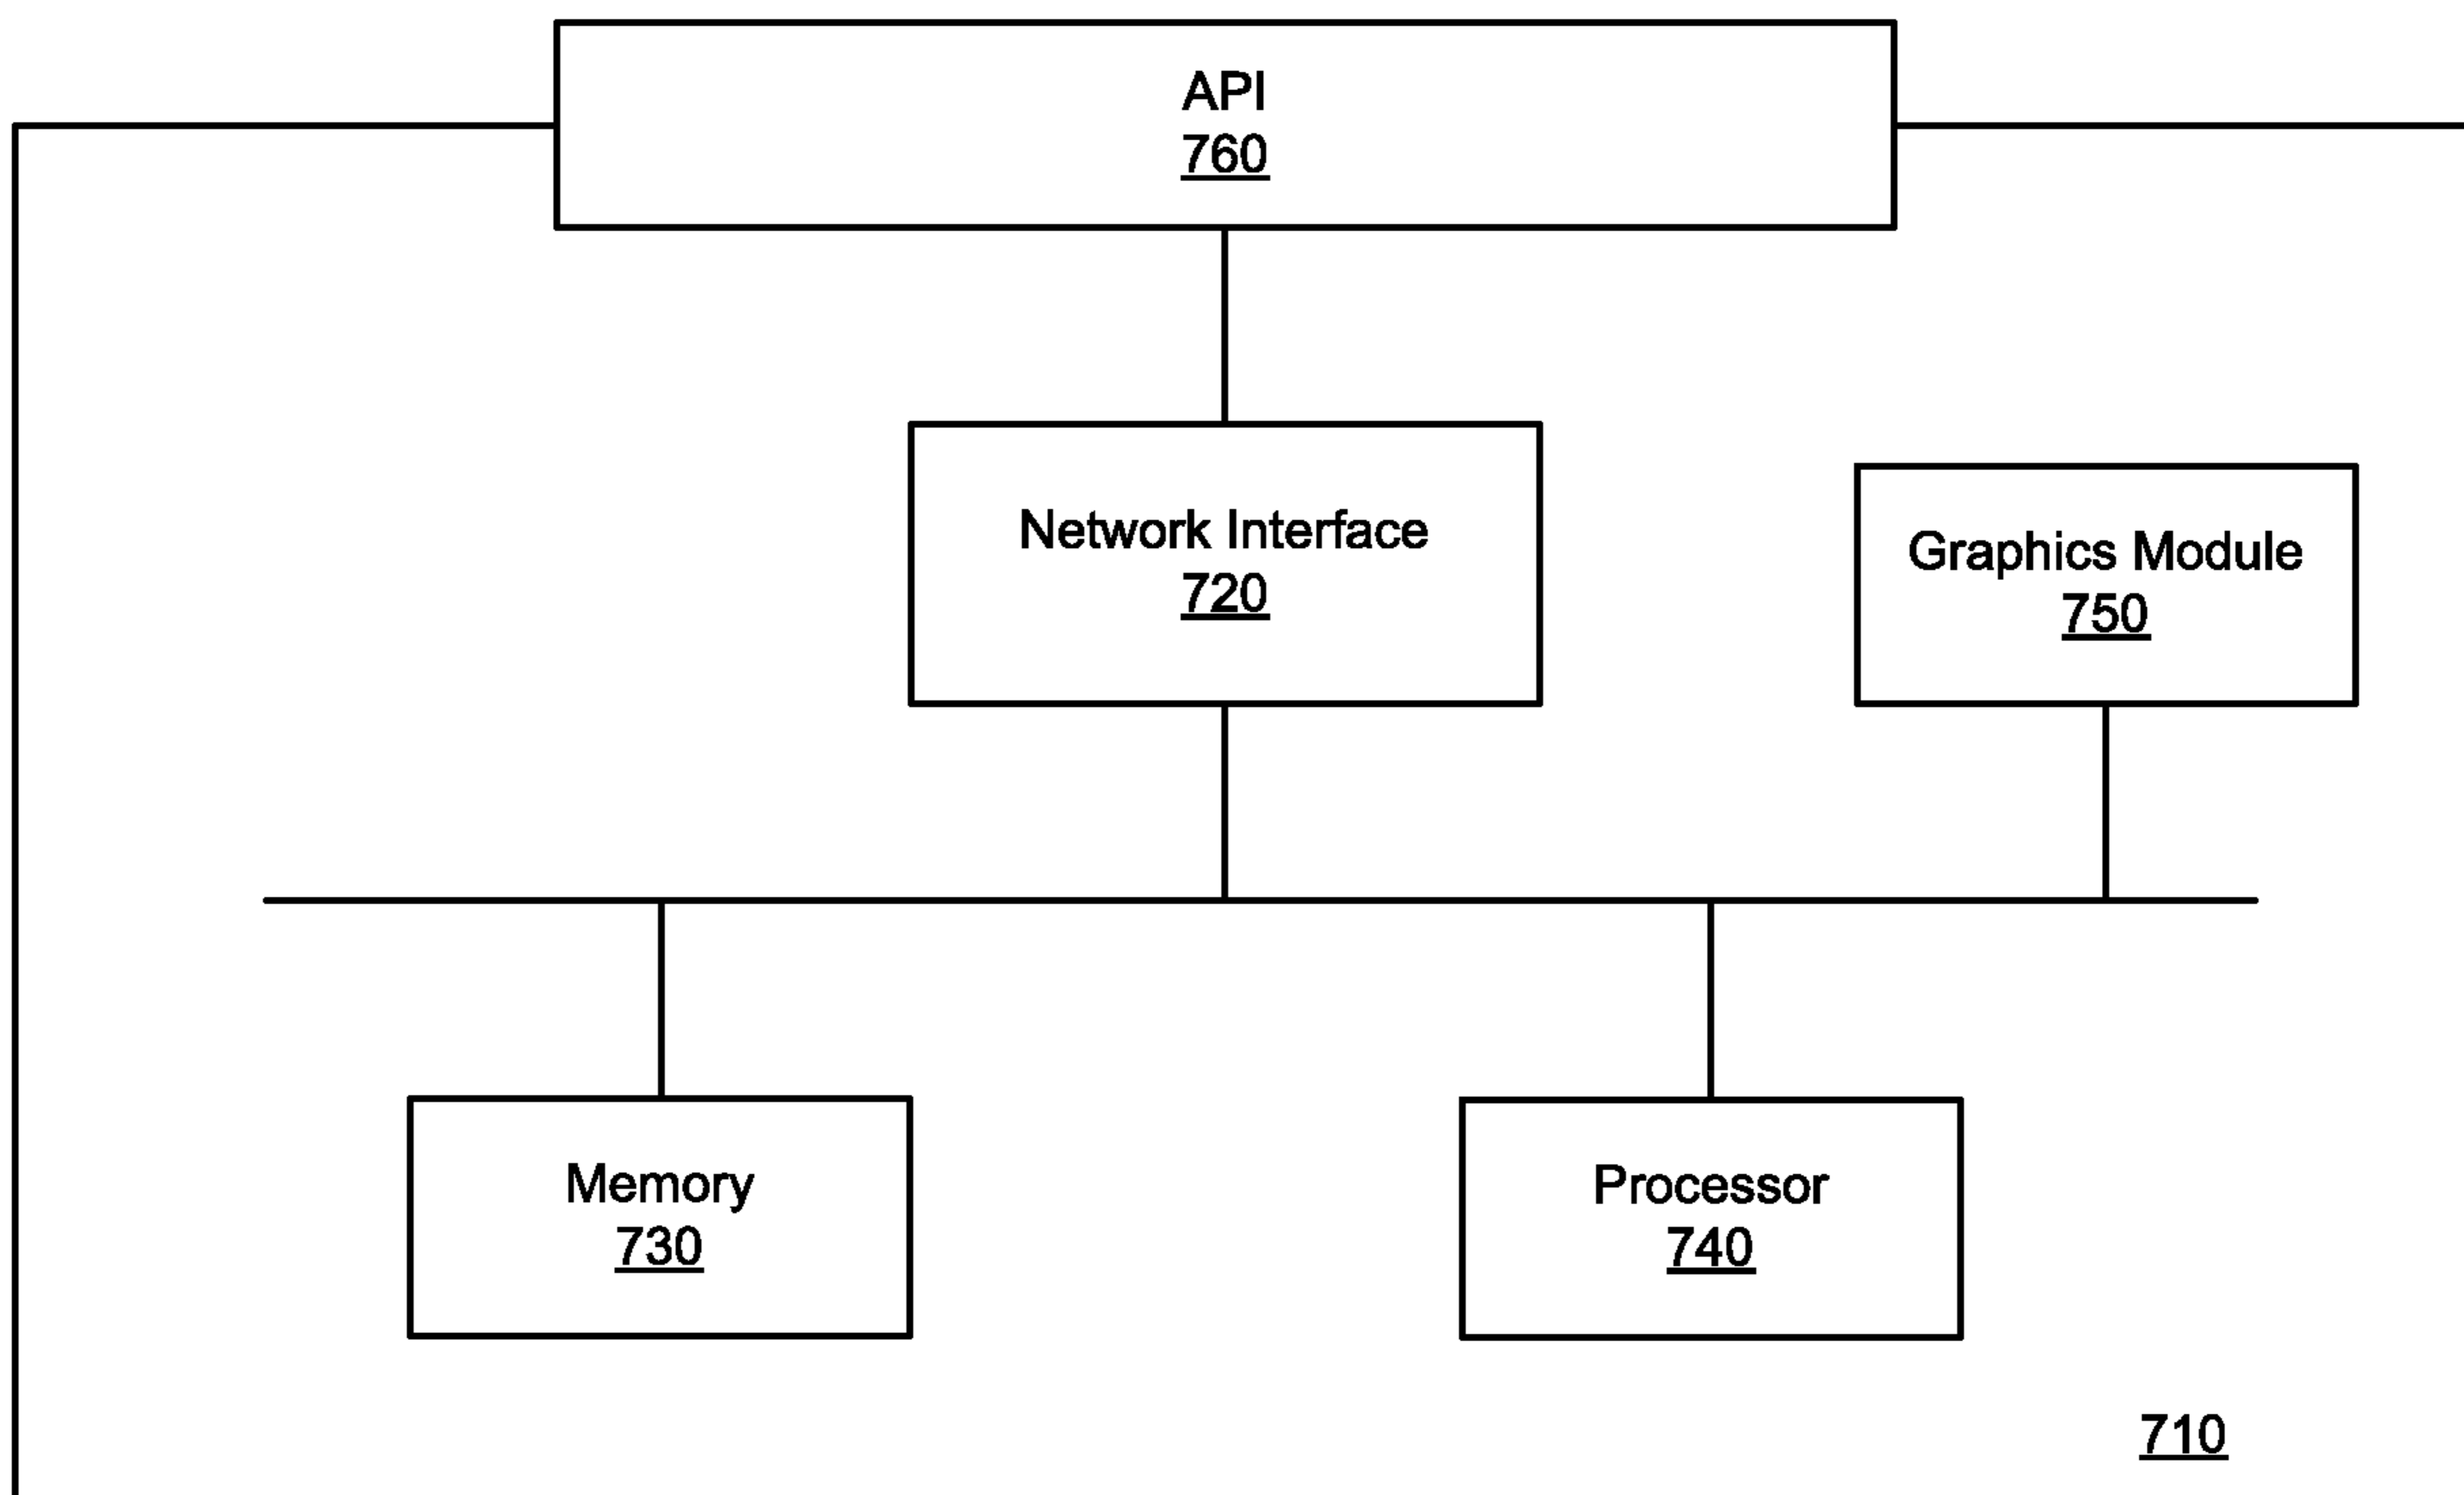 API
760
Network Interface
720
Graphics Module
750
Memory
730
Processor
740
710